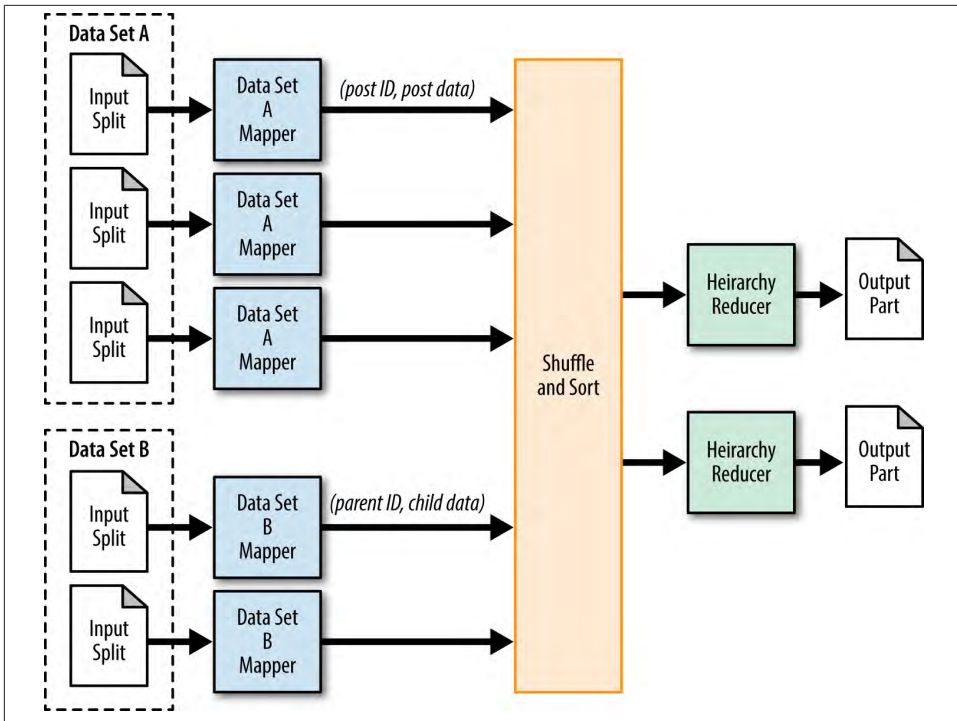 Data Set A
Input
Split
Data Set
A
Mapper
(post ID, post data)
Input
Split
Data Set
A
Mapper
Input
Split
Data Set
A
Mapper
Shuffle
and Sort
Heirarchy
Reducer
Output
Part
Heirarchy
Reducer
Output
Part
Data Set B
Input
Split
Data Set
B
Mapper
(parent ID, child data)
Input
Split
Data Set
B
Mapper